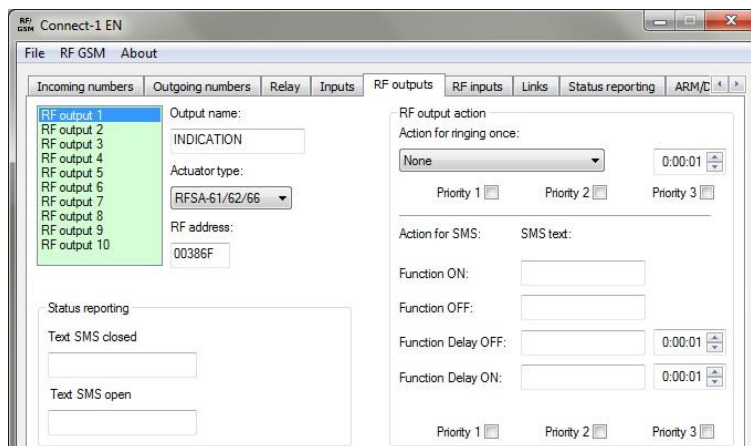 RF/
GSM Connect-1 EN
File RF GSM About
Incoming numbers Outgoing numbers Relay Inputs RF outputs RF inputs Links Status reporting ARM/D
RF output 1
RF output 2
RF output 3
RF output 4
RF output 5
RF output 6
RF output 7
RF output 8
RF output 9
RF output 10
Output name:
INDICATION
Actuator type:
RFSA-61/62/66
RF address:
00386F
Status reporting
Text SMS closed
Text SMS open
RF output action
Action for ringing once:
None 0:00:01
Priority 1 Priority 2 Priority 3
Action for SMS: SMS text:
Function ON:
Function OFF:
Function Delay OFF: 0:00:01
Function Delay ON: 0:00:01
Priority 1 Priority 2 Priority 3